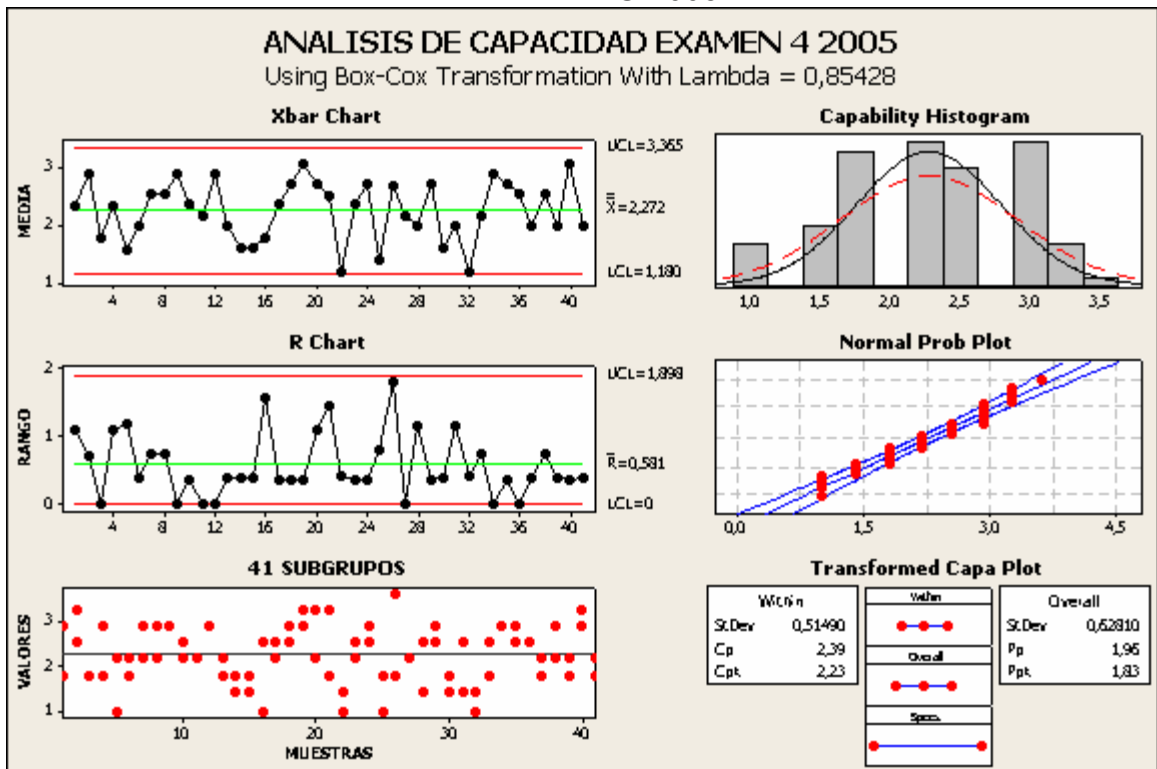 ANALISIS DE CAPACIDAD EXAMEN 4 2005
Using Box-Cox Transformation With Lambda = 0,85428
Xbar Chart
MEDIA
3
2
1
4 8 12 16 20 24 28 32 36 40
UCL=3,365
X=2,272
LCL=1,180
Capability Histogram
1,0 1,5 2,0 2,5 3,0 3,5
R Chart
RANGO
2
1
0
4 8 12 16 20 24 28 32 36 40
UCL=1,898
R=0,581
LCL=0
Normal Prob Plot
0,0 1,5 3,0 4,5
41 SUBGRUPOS
VALORES
3
2
1
10 20 30 40
MUESTRAS
Transformed Capa Plot
Within
StDev 0,51490
Cp 2,39
Cpk 2,23
Within
Overall
Specs
Overall
StDev 0,62810
Pp 1,96
Ppk 1,83